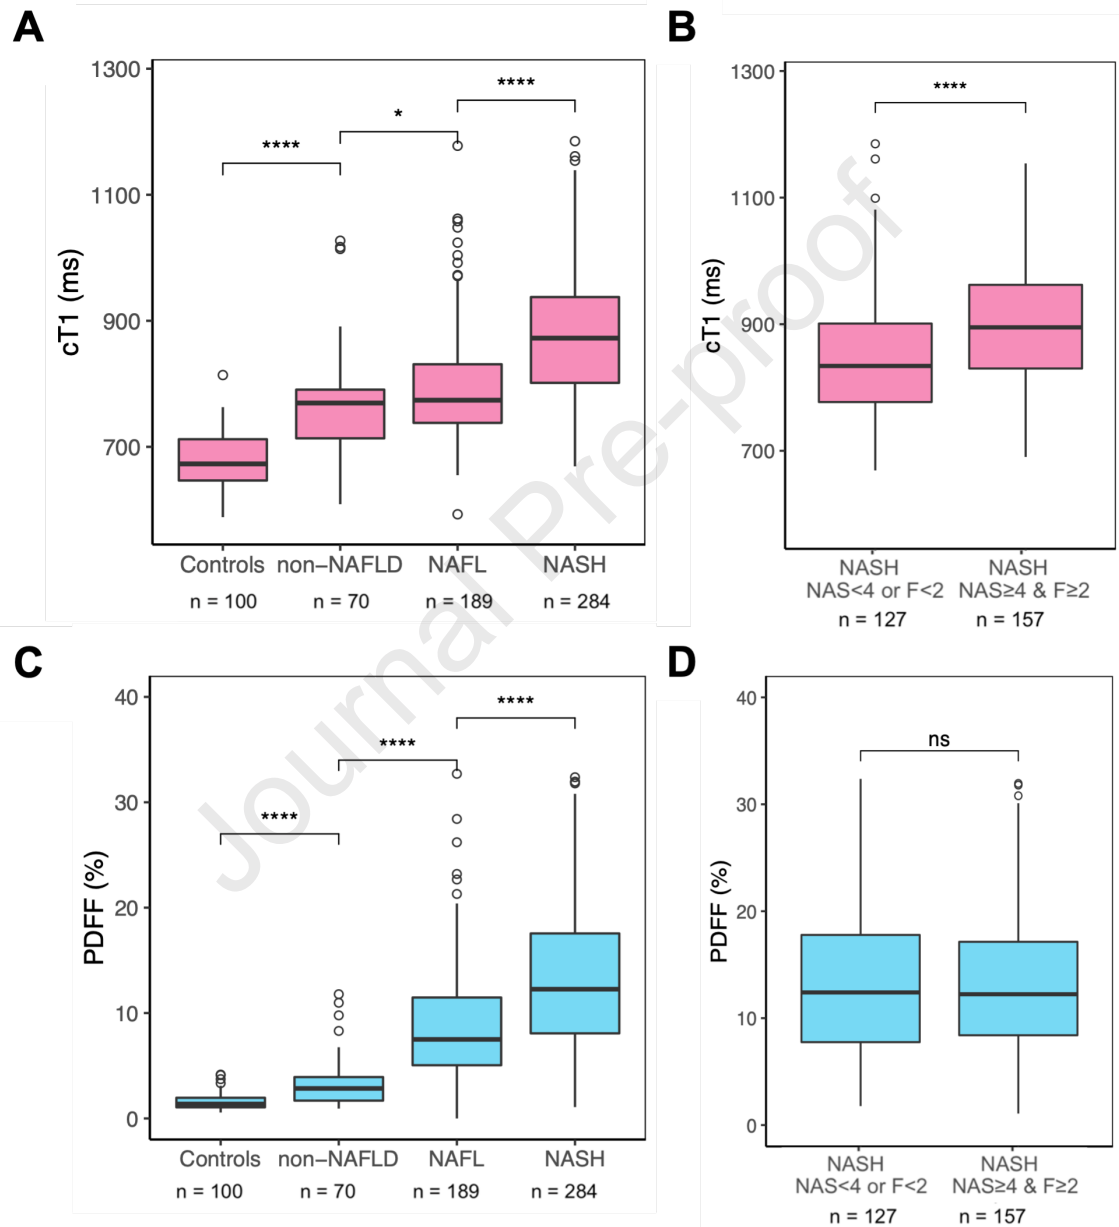 A
1300
1100
900
700
cT1 (ms)
****
*
****
Controls non−NAFLD NAFL NASH
n = 100 n = 70 n = 189 n = 284
B
1300
1100
900
700
cT1 (ms)
****
NASH NASH
NAS<4 or F<2 NAS≥4 & F≥2
n = 127 n = 157
C
40
30
20
10
0
PDFF (%)
****
****
****
Controls non−NAFLD NAFL NASH
n = 100 n = 70 n = 189 n = 284
D
40
30
20
10
0
PDFF (%)
ns
NASH NASH
NAS<4 or F<2 NAS≥4 & F≥2
n = 127 n = 157
Journal Pre-proof